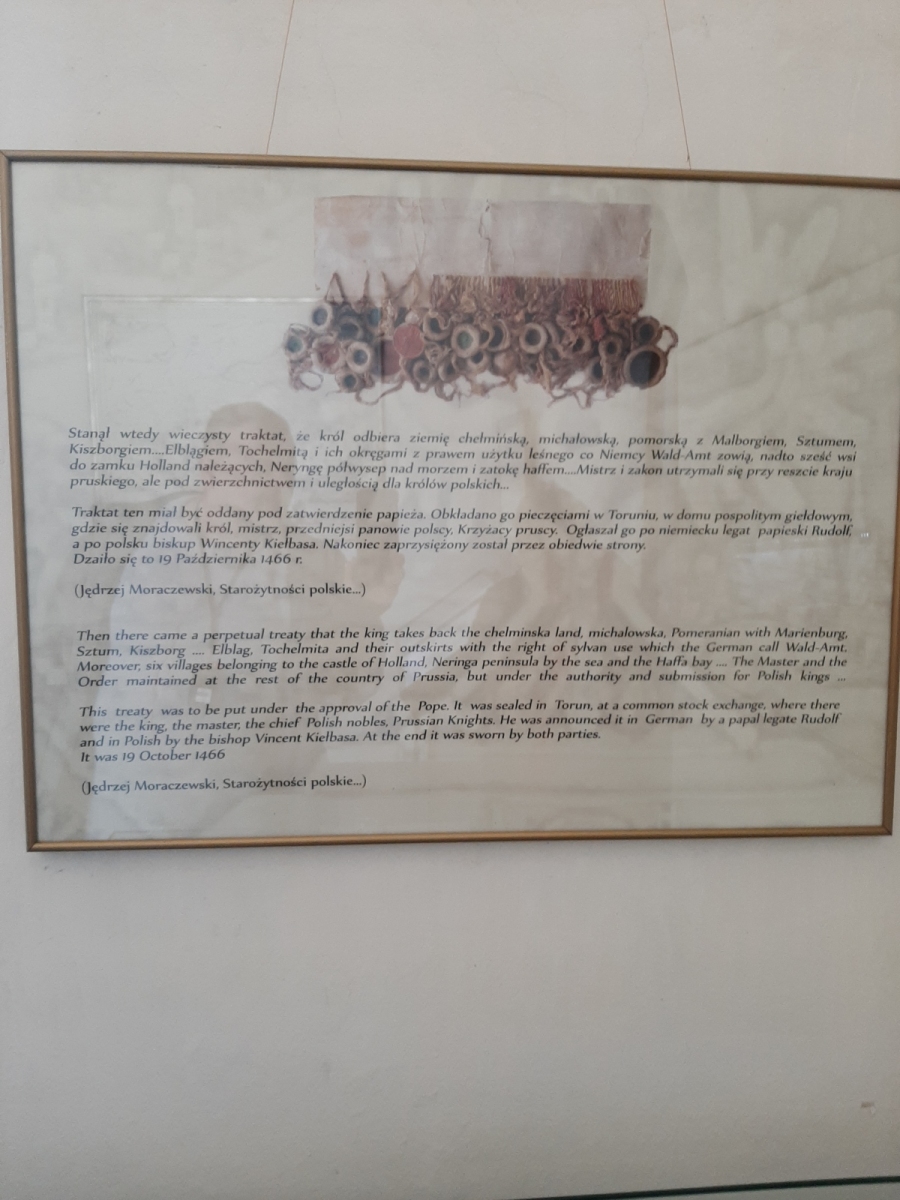 Stanął wtedy wieczysty traktat, że król odbiera ziemię chełmińską, michałowską, pomorską z Malborgiem, Sztumem,
Kiszborgiem....Elblągiem, Tochelmitą i ich okręgami z prawem użytku leśnego co Niemcy Wald-Amt zowią, nadto sześć wsi
do zamku Holland należących, Neryngę półwysep nad morzem i zatokę haffem....Mistrz i zakon utrzymali się przy reszcie kraju
pruskiego, ale pod zwierzchnictwem i uległością dla królów polskich...
Traktat ten miał być oddany pod zatwierdzenie papieża. Obkładano go pieczęciami w Toruniu, w domu pospolitym giełdowym,
gdzie się znajdowali król, mistrz, przedniejsi panowie polscy, Krzyżacy pruscy. Ogłaszał go po niemiecku legat papieski Rudolf,
a po polsku biskup Wincenty Kiełbasa. Nakoniec zaprzysiężony został przez obiedwie strony.
Dzaiło się to 19 Października 1466 r.
(Jędrzej Moraczewski, Starożytności polskie...)
Then there came a perpetual treaty that the king takes back the chelminska land, michalowska, Pomeranian with Marienburg,
Sztum, Kiszborg .... Elblag, Tochelmita and their outskirts with the right of sylvan use which the German call Wald-Amt.
Moreover, six villages belonging to the castle of Holland, Neringa peninsula by the sea and the Haffa bay .... The Master and the
Order maintained at the rest of the country of Prussia, but under the authority and submission for Polish kings ...
This treaty was to be put under the approval of the Pope. It was sealed in Torun, at a common stock exchange, where there
were the king, the master, the chief Polish nobles, Prussian Knights. He was announced it in German by a papal legate Rudolf
and in Polish by the bishop Vincent Kielbasa. At the end it was sworn by both parties.
It was 19 October 1466
(Jędrzej Moraczewski, Starożytności polskie...)